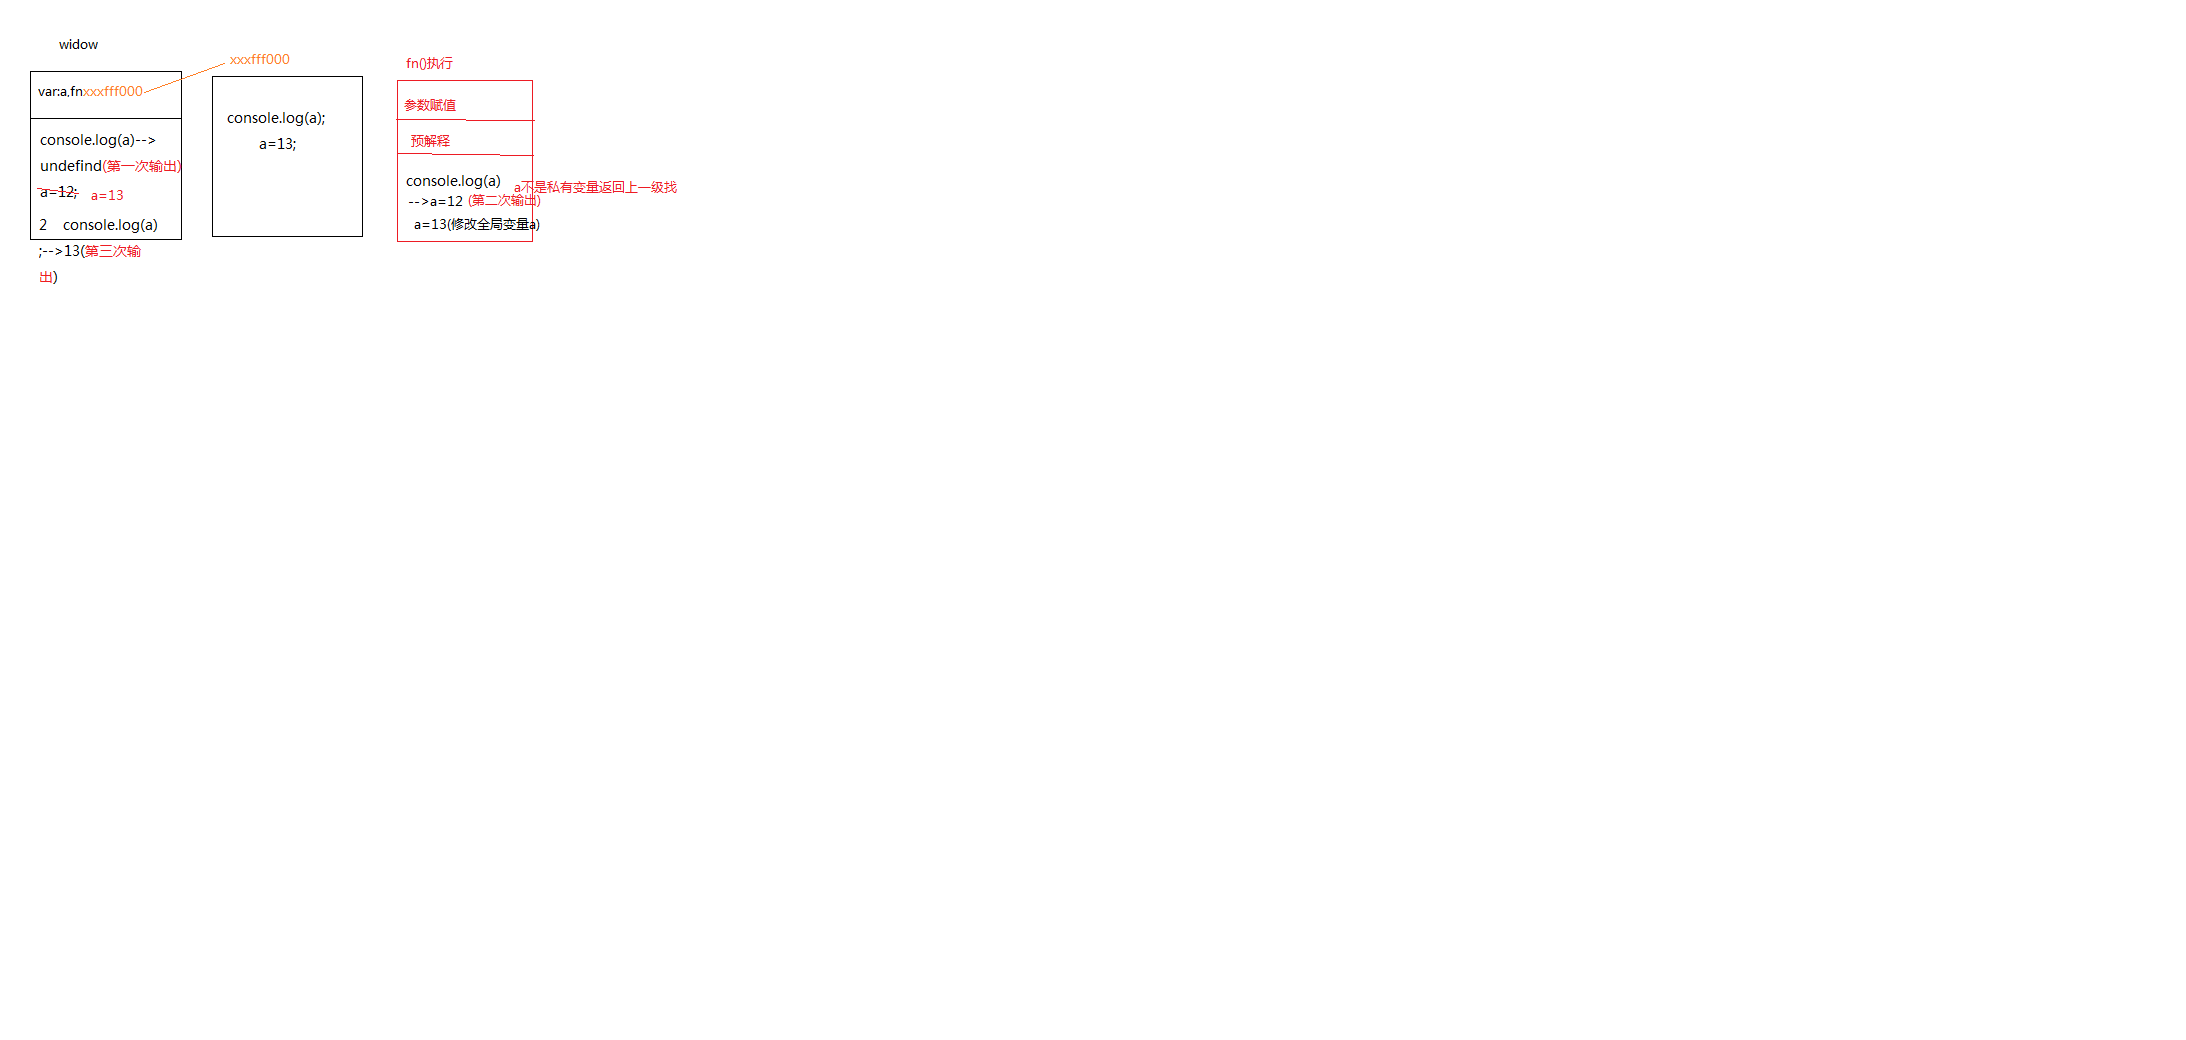 widow
var:a,fnxxxfff000
console.log(a)-->
undefind(第一次输出)
a=12; a=13
2 console.log(a)
;-->13(第三次输
出)
xxxfff000
console.log(a);
a=13;
fn()执行
参数赋值
预解释
console.log(a) a不是私有变量返回上一级找
-->a=12 (第二次输出)
a=13(修改全局变量a)